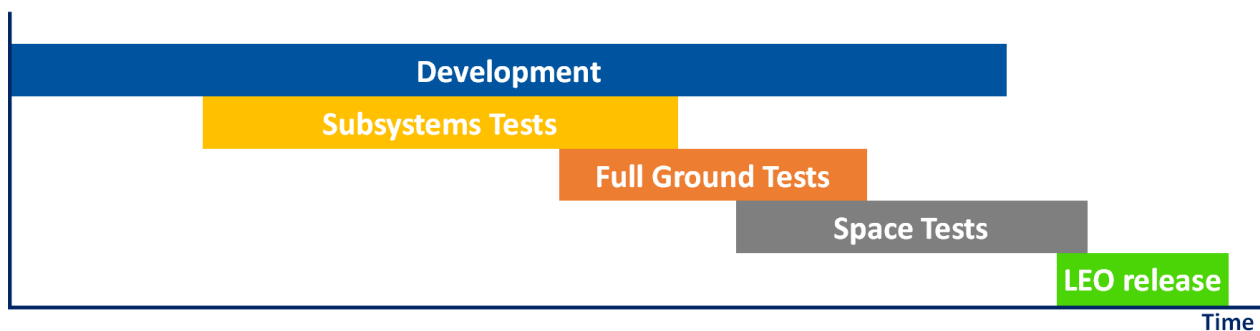 Development
Subsystems Tests
Full Ground Tests
Space Tests
LEO release
Time